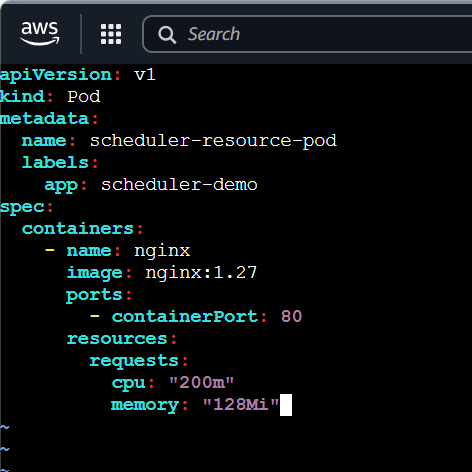 aws
Search
apiVersion: v1
kind: Pod
metadata:
  name: scheduler-resource-pod
  labels:
    app: scheduler-demo
spec:
  containers:
    - name: nginx
      image: nginx:1.27
      ports:
        - containerPort: 80
      resources:
        requests:
          cpu: "200m"
          memory: "128Mi"
~
~
~